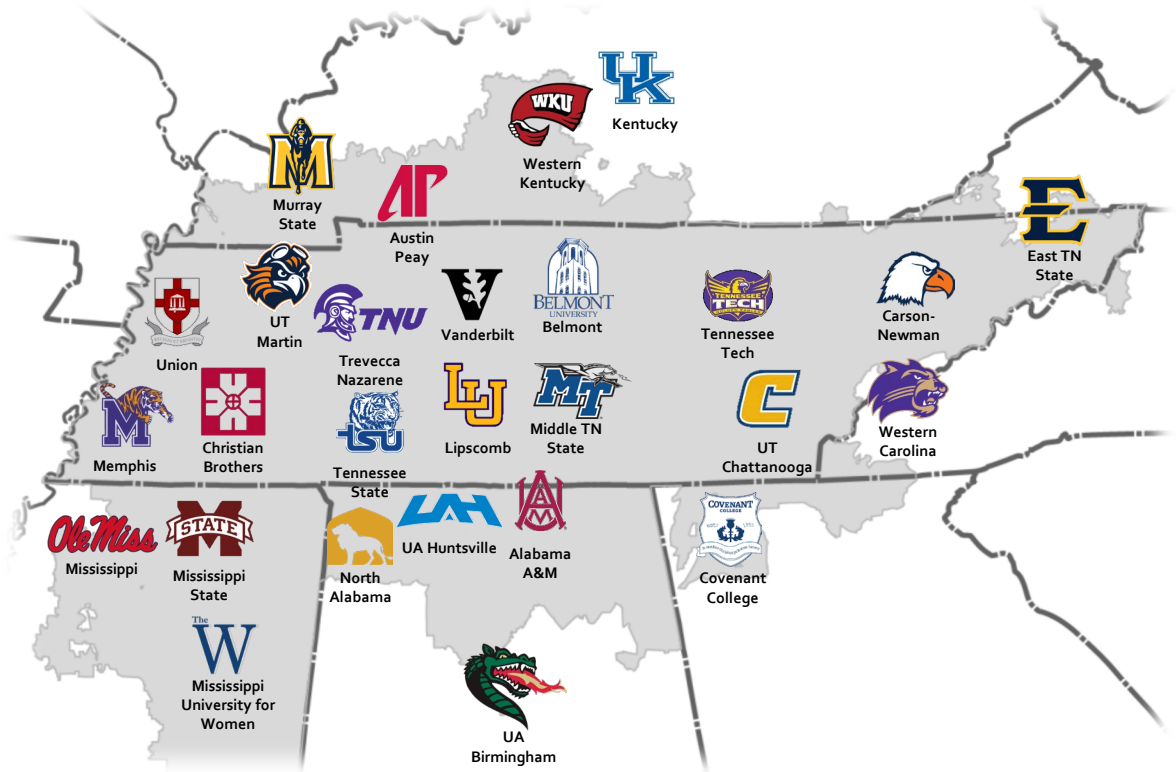 UK
Kentucky
WKU
Western
Kentucky
M
Murray
State
AP
Austin
Peay
E
East TN
State
Union
UT
Martin
TNU
Trevecca
Nazarene
V
Vanderbilt
BELMONT
UNIVERSITY
Belmont
TENNESSEE
TECH
GOLDEN EAGLES
Tennessee
Tech
Carson-
Newman
M
Memphis
Christian
Brothers
tsu
Tennessee
State
LU
Lipscomb
MT
Middle TN
State
C
UT
Chattanooga
Western
Carolina
Ole Miss
Mississippi
M
STATE
Mississippi
State
North
Alabama
UAH
UA Huntsville
AAM
Alabama
A&M
COVENANT
COLLEGE
Covenant
College
The
W
Mississippi
University for
Women
UA
Birmingham